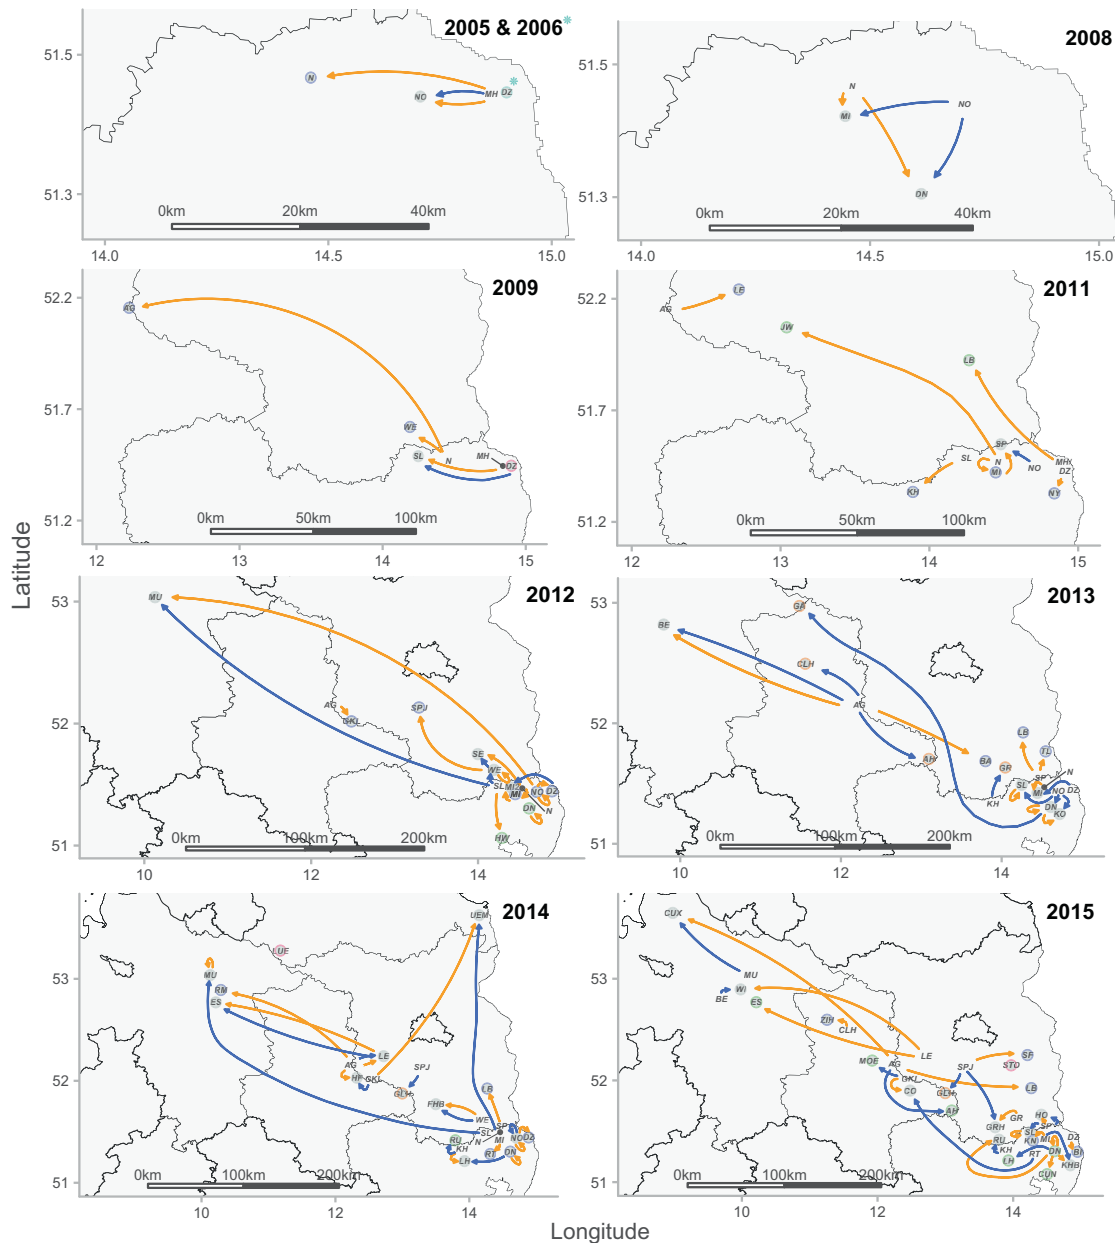 2005 & 2006*
51.5
N
NO
MH
DZ
*
51.3
0km
20km
40km
14.0
14.5
15.0
2008
51.5
N
MI
NO
DN
51.3
0km
20km
40km
14.0
14.5
15.0
2009
52.2
AG
51.7
WE
SL
N
MH
DZ
51.2
0km
50km
100km
12
13
14
15
2011
52.2
AG
LE
JW
LB
51.7
SP
SL
N
MI
NO
MH
DZ
KH
NY
51.2
0km
50km
100km
12
13
14
15
Latitude
2012
53
MU
AG
GKL
SPJ
52
SE
WE
SL
MIZ
MI
NO
DZ
DN
N
HW
51
0km
100km
200km
10
12
14
2013
53
GA
BE
CLH
AG
52
LB
TL
AH
BA
GR
SP
N
SL
MI
NO
DZ
KH
DN
KO
51
0km
100km
200km
10
12
14
2014
UEM
LUE
53
MU
RM
ES
LE
AG
HF
GKL
SPJ
52
GLH
LB
FHB
WE
SP
SL
N
MI
NO
DZ
RU
KH
LH
RT
DN
51
0km
100km
200km
10
12
14
2015
CUX
53
MU
WI
BE
ES
ZIH
CLH
MOE
AG
LE
SPJ
SF
STO
52
GKL
CO
GLH
LB
AH
GR
HO
GRH
SP
RU
SL
KN
ML
DZ
KH
RT
DN
BI
LH
KHB
CUN
51
0km
100km
200km
10
12
14
Longitude